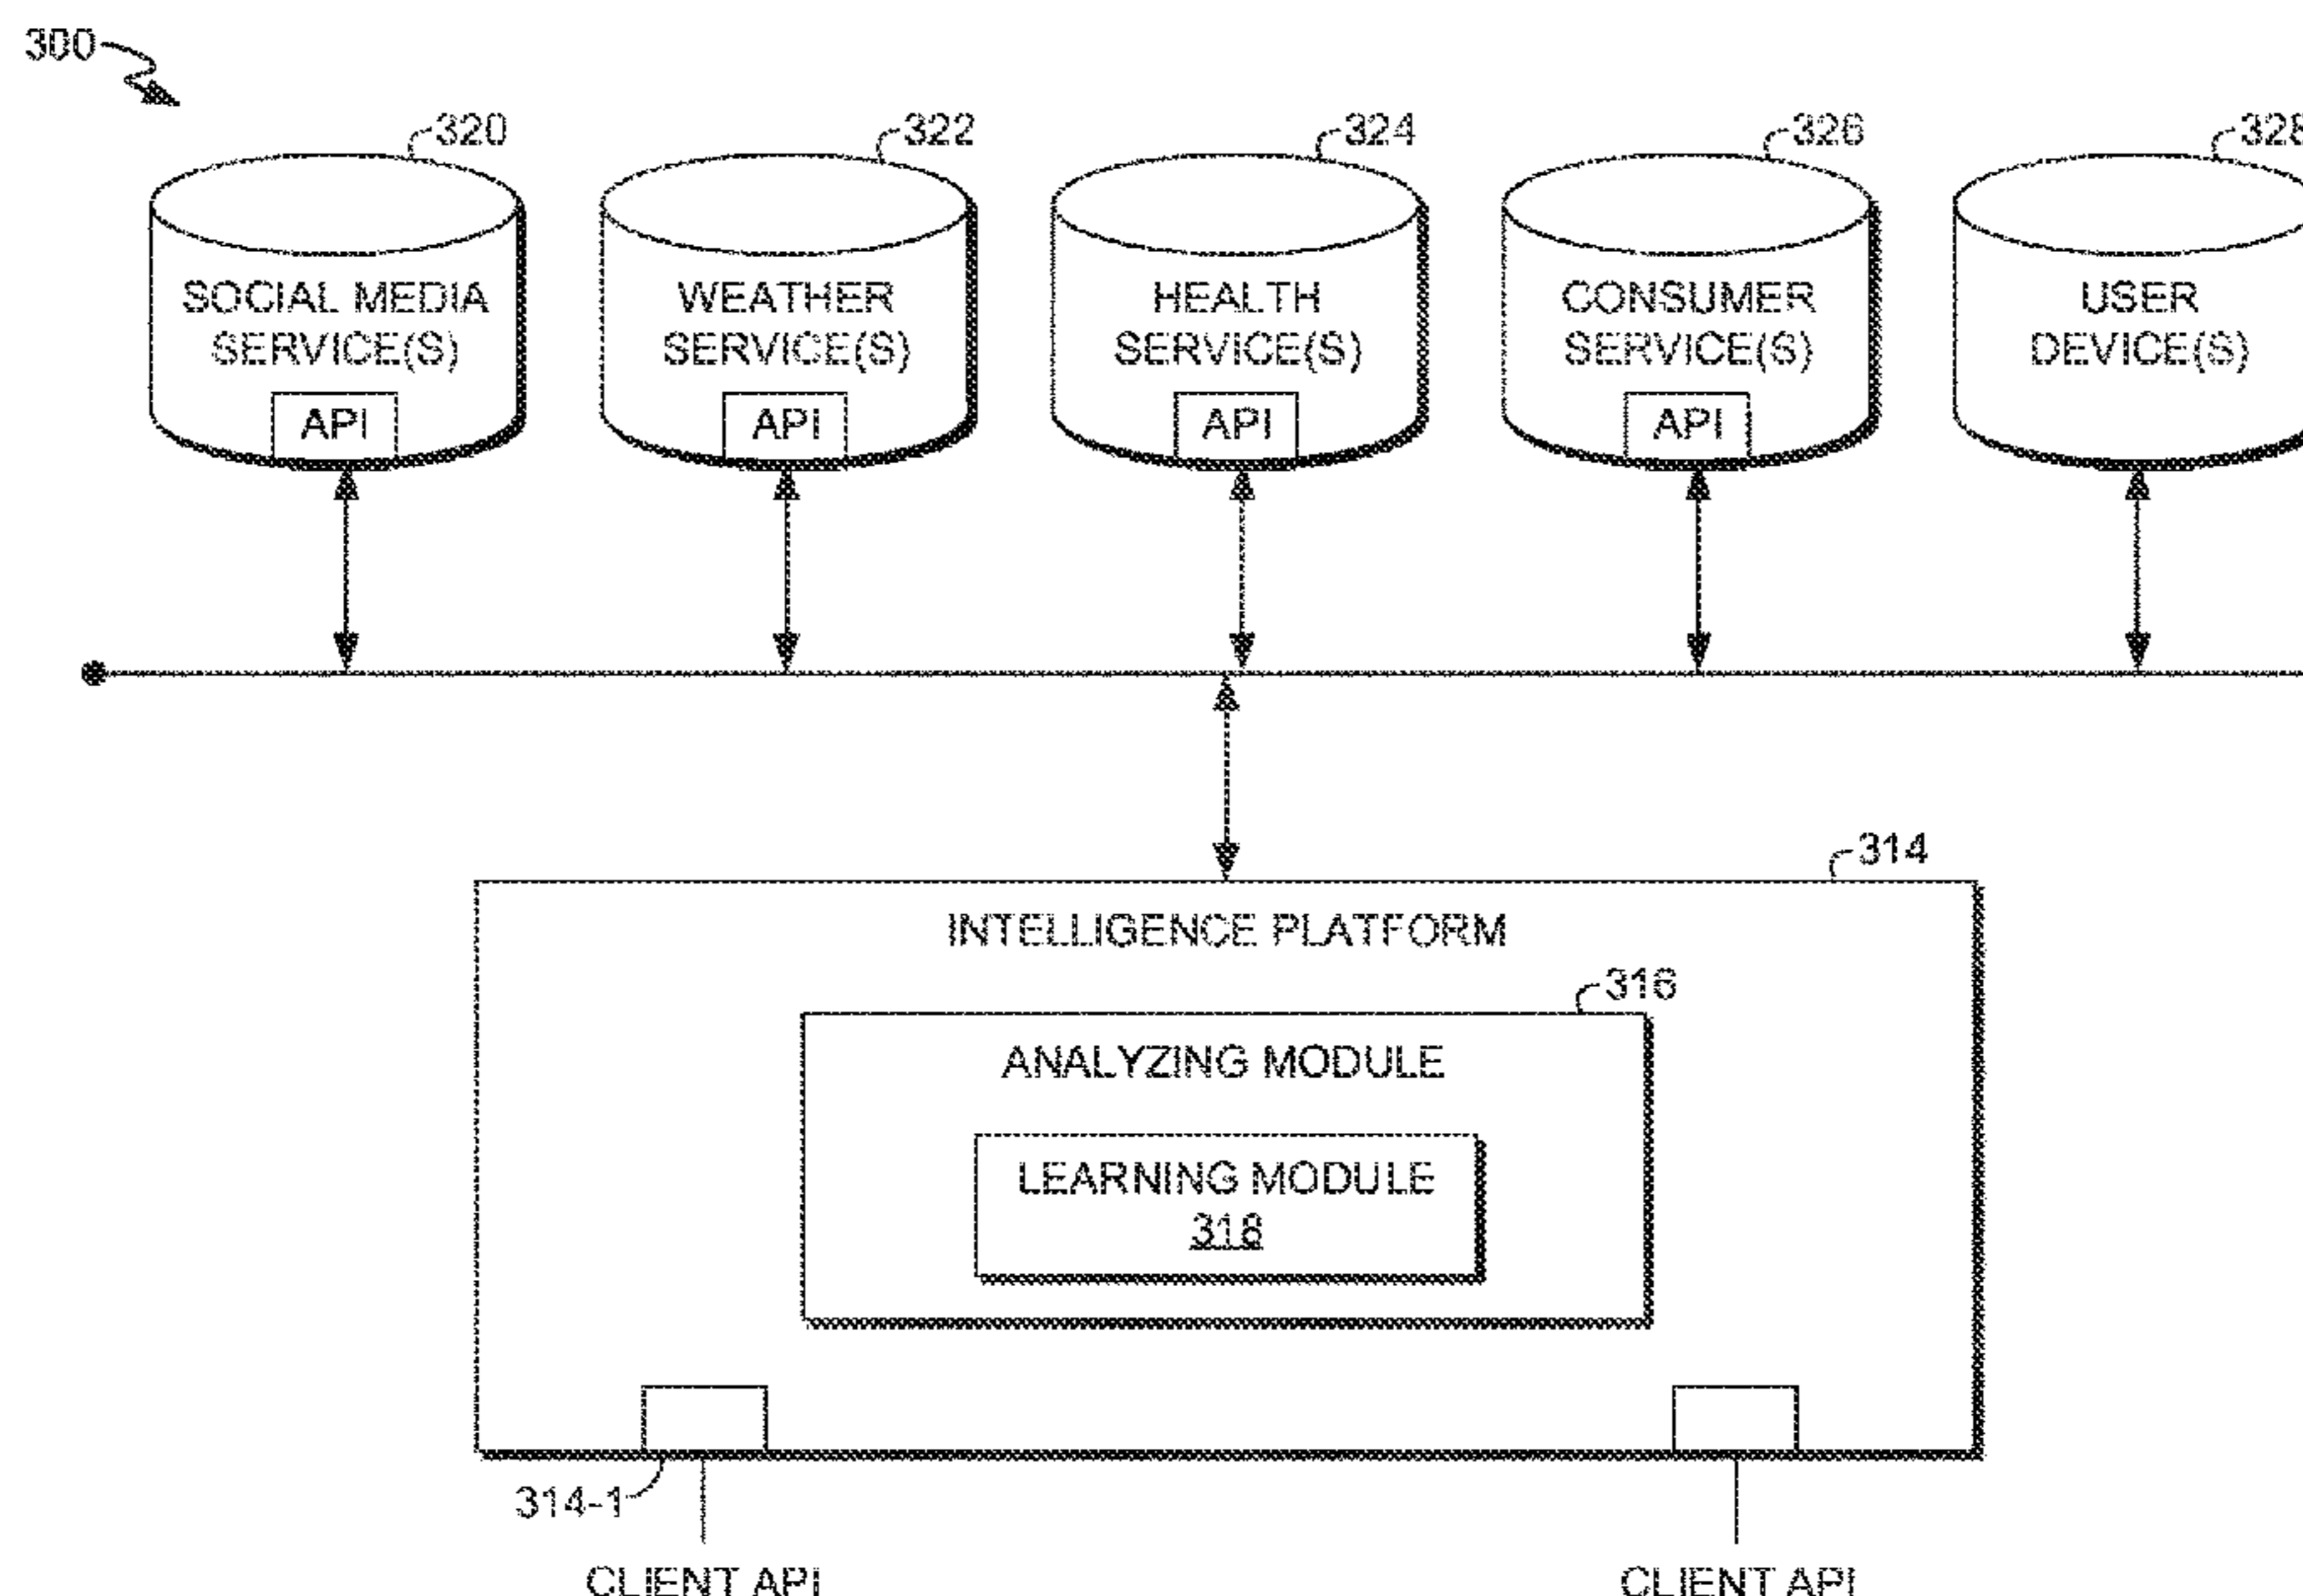 300
320
322
324
326
328
SOCIAL MEDIA
SERVICE(S)
API
WEATHER
SERVICE(S)
API
HEALTH
SERVICE(S)
API
CONSUMER
SERVICE(S)
API
USER
DEVICE(S)
314
INTELLIGENCE PLATFORM
316
ANALYZING MODULE
LEARNING MODULE
318
314-1
CLIENT API
CLIENT API